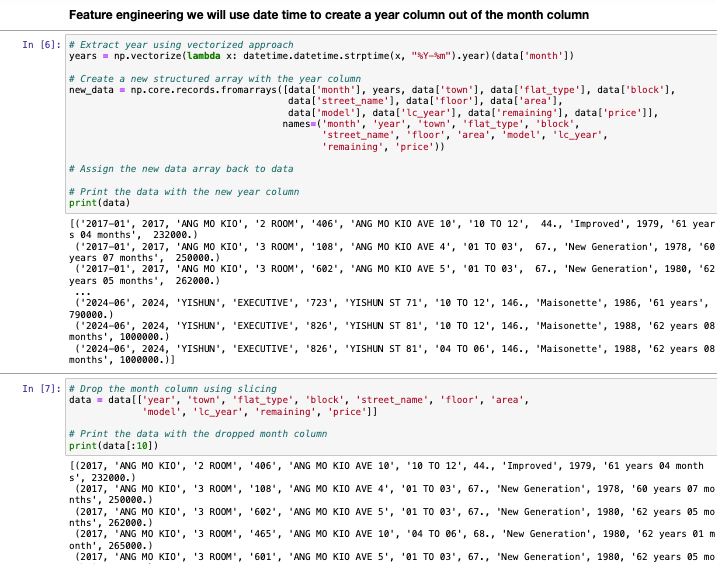 Feature engineering we will use date time to create a year column out of the month column
In [6]: # Extract year using vectorized approach
years = np.vectorize(lambda x: datetime.datetime.strptime(x, "%Y-%m").year)(data['month'])
# Create a new structured array with the year column
new_data = np.core.records.fromarrays([data['month'], years, data['town'], data['flat_type'], data['block'],
data['street_name'], data['floor'], data['area'],
data['model'], data['lc_year'], data['remaining'], data['price']],
names=('month', 'year', 'town', 'flat_type', 'block',
'street_name', 'floor', 'area', 'model', 'lc_year',
'remaining', 'price'))
# Assign the new data array back to data
# Print the data with the new year column
print(data)
[('2017-01', 2017, 'ANG MO KIO', '2 ROOM', '406', 'ANG MO KIO AVE 10', '10 TO 12',  44., 'Improved', 1979, '61 year
s 04 months',  232000.)
('2017-01', 2017, 'ANG MO KIO', '3 ROOM', '108', 'ANG MO KIO AVE 4', '01 TO 03',  67., 'New Generation', 1978, '60
years 07 months',  250000.)
('2017-01', 2017, 'ANG MO KIO', '3 ROOM', '602', 'ANG MO KIO AVE 5', '01 TO 03',  67., 'New Generation', 1980, '62
years 05 months',  262000.)
...
('2024-06', 2024, 'YISHUN', 'EXECUTIVE', '723', 'YISHUN ST 71', '10 TO 12', 146., 'Maisonette', 1986, '61 years',
790000.)
('2024-06', 2024, 'YISHUN', 'EXECUTIVE', '826', 'YISHUN ST 81', '10 TO 12', 146., 'Maisonette', 1988, '62 years 08
months', 1000000.)
('2024-06', 2024, 'YISHUN', 'EXECUTIVE', '826', 'YISHUN ST 81', '04 TO 06', 146., 'Maisonette', 1988, '62 years 08
months', 1000000.)]
In [7]: # Drop the month column using slicing
data = data[['year', 'town', 'flat_type', 'block', 'street_name', 'floor', 'area',
'model', 'lc_year', 'remaining', 'price']]
# Print the data with the dropped month column
print(data[:10])
[(2017, 'ANG MO KIO', '2 ROOM', '406', 'ANG MO KIO AVE 10', '10 TO 12', 44., 'Improved', 1979, '61 years 04 month
s', 232000.)
(2017, 'ANG MO KIO', '3 ROOM', '108', 'ANG MO KIO AVE 4', '01 TO 03', 67., 'New Generation', 1978, '60 years 07 mo
nths', 250000.)
(2017, 'ANG MO KIO', '3 ROOM', '602', 'ANG MO KIO AVE 5', '01 TO 03', 67., 'New Generation', 1980, '62 years 05 mo
nths', 262000.)
(2017, 'ANG MO KIO', '3 ROOM', '465', 'ANG MO KIO AVE 10', '04 TO 06', 68., 'New Generation', 1980, '62 years 01 m
onth', 265000.)
(2017, 'ANG MO KIO', '3 ROOM', '601', 'ANG MO KIO AVE 5', '01 TO 03', 67., 'New Generation', 1980, '62 years 05 mo